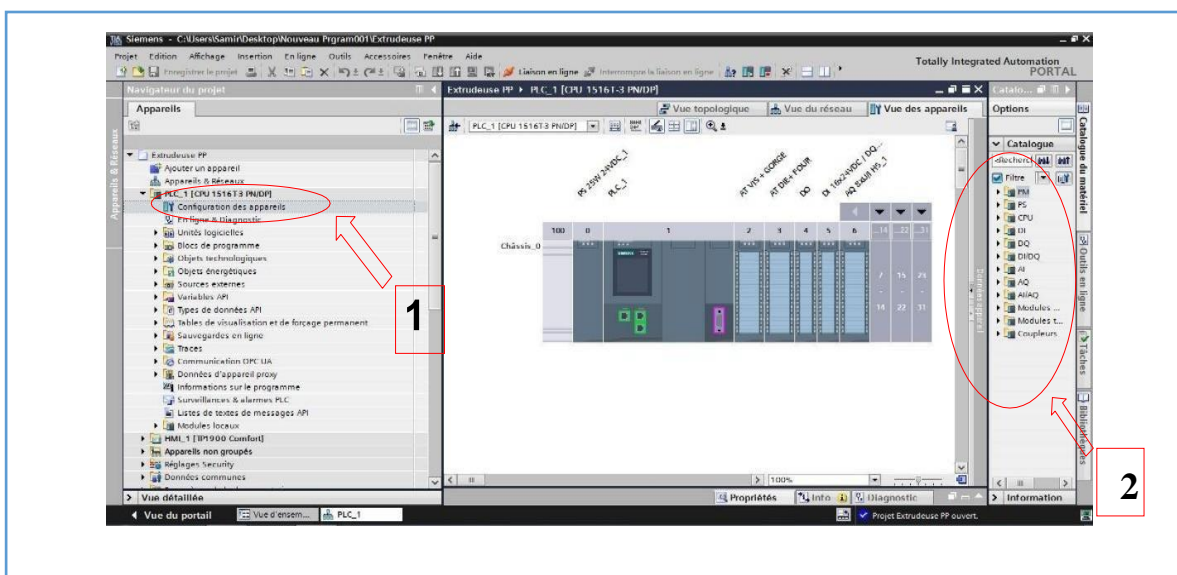 Siemens - C:\Users\Samir\Desktop\Nouveau Prgram001\Extrudeuse PP
Projet Edition Affichage Insertion En ligne Outils Accessoires Fenêtre Aide
Enregistrer le projet Liaison en ligne Interrompre la liaison en ligne
Totally Integrated Automation
PORTAL
Navigateur du projet
Appareils
Extrudeuse PP
Ajouter un appareil
Appareils & Réseaux
PLC_1 [CPU 1516T-3 PN/DP]
Configuration des appareils
En ligne & Diagnostic
Unités logicielles
Blocs de programme
Objets technologiques
Objets énergétiques
Sources externes
Variables API
Types de données API
Tables de visualisation et de forçage permanent
Sauvegardes en ligne
Traces
Communication OPC UA
Données d'appareil proxy
Informations sur le programme
Surveillances & alarmes PLC
Listes de textes de messages API
Modules locaux
HMI_1 [TP1900 Comfort]
Appareils non groupés
Réglages Security
Données communes
Vue détaillée
Appareils & Réseaux
1
Extrudeuse PP PLC_1 [CPU 1516T-3 PN/DP]
Vue topologique Vue du réseau Vue des appareils
PLC_1 [CPU 1516T-3 PN/DP]
PS 25W 24VDC_1
PLC_1
AT VIS + GORGE
AT DIE+ FOUR
DO
DI 16x24VDC / DQ...
AQ 8xU/I HS_1
100 0 1 2 3 4 5 6 ...14 ...22 ...31
Châssis_0
7 15 23
- - -
14 22 31
100%
Propriétés Info Diagnostic
Catalo...
Options
Catalogue
<Recherc
Filtre
PM
PS
CPU
DI
DQ
DI/DQ
AI
AQ
AI/AQ
Modules ...
Modules t...
Coupleurs
Information
Catalogue du matériel
Outils en ligne
Tâches
Bibliothèques
2
Vue du portail Vue d'ensem... PLC_1
Projet Extrudeuse PP ouvert.